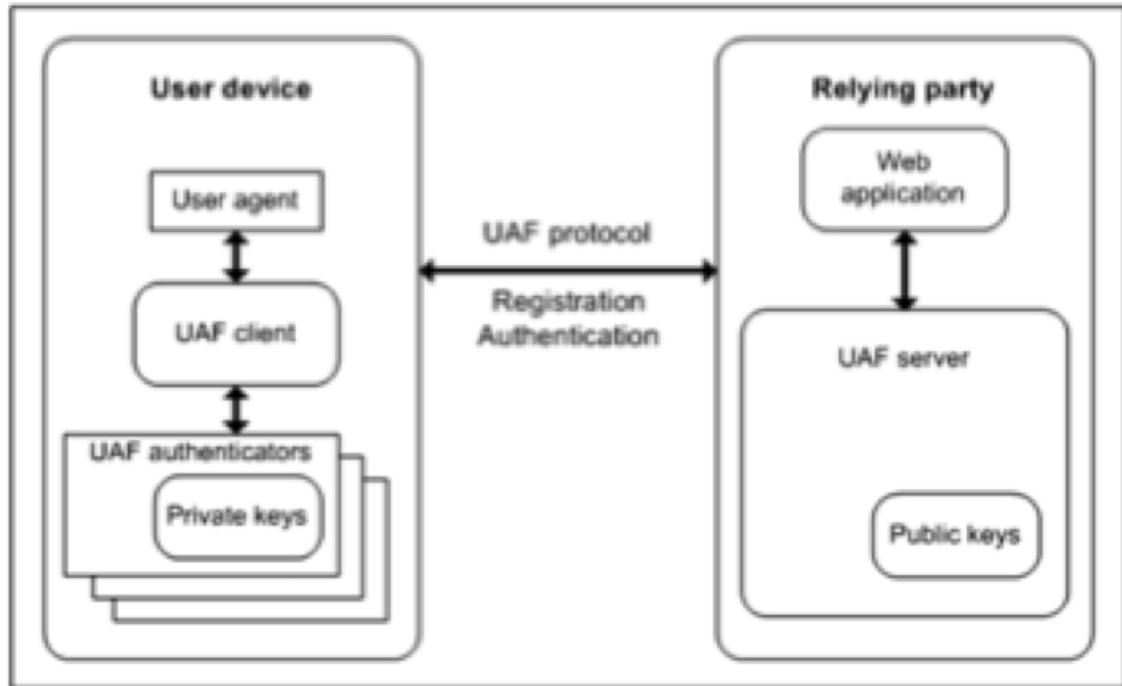 User device
User agent
UAF client
UAF authenticators
Private keys
UAF protocol
Registration
Authentication
Relying party
Web
application
UAF server
Public keys